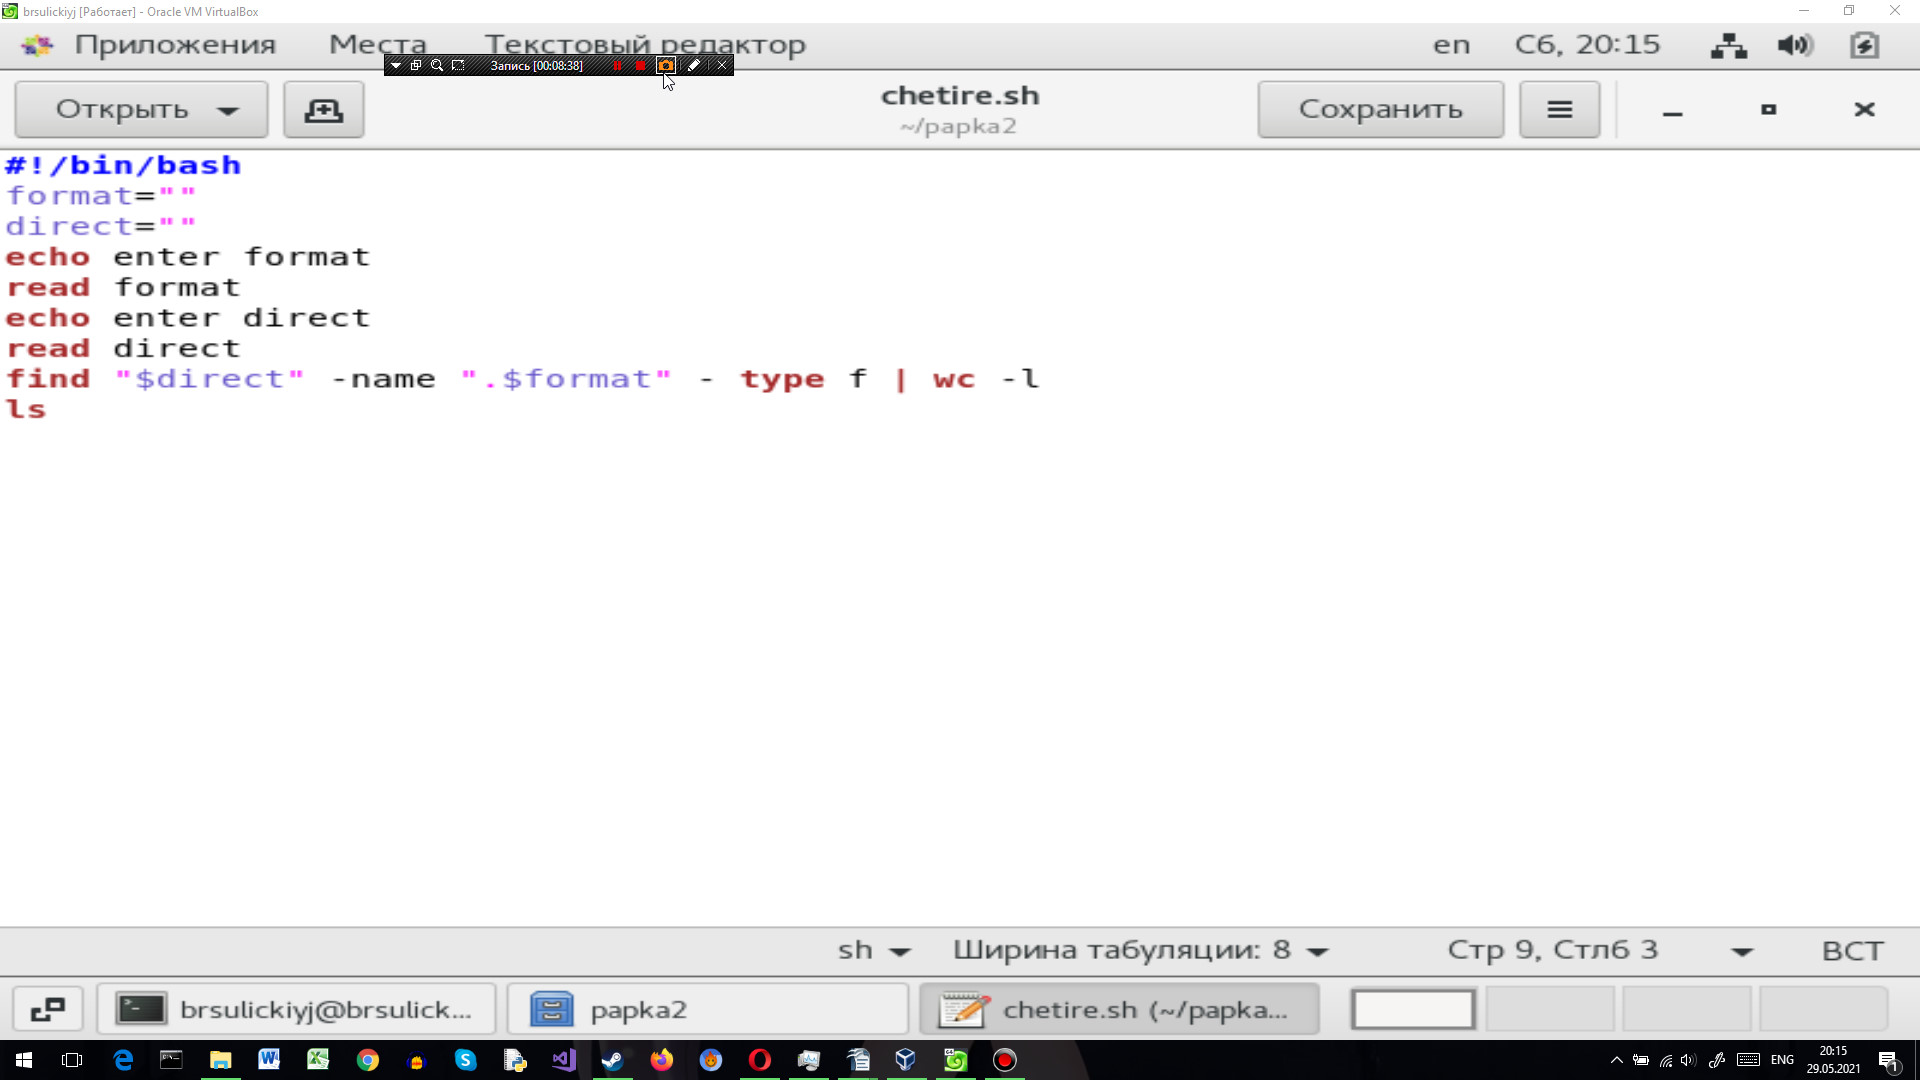 brsulickiyj [Работает] - Oracle VM VirtualBox
Приложения Места Текстовый редактор en Сб, 20:15
Запись [00:08:38]
Открыть chetire.sh Сохранить
~/papka2
#!/bin/bash
format=""
direct=""
echo enter format
read format
echo enter direct
read direct
find "$direct" -name ".$format" - type f | wc -l
ls
sh Ширина табуляции: 8 Стр 9, Стлб 3 ВСТ
brsulickiyj@brsulick... papka2 chetire.sh (~/papka...
ENG 20:15
29.05.2021